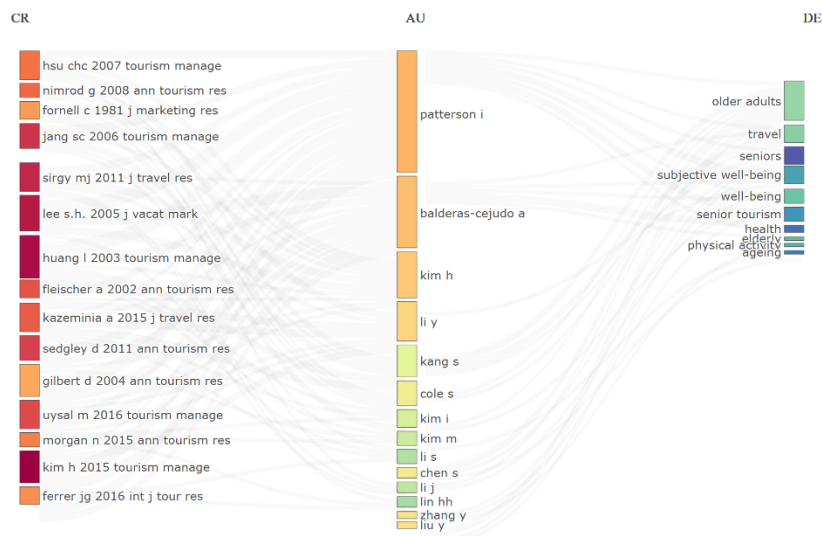 CR
AU
DE
hsu chc 2007 tourism manage
nimrod g 2008 ann tourism res
fornell c 1981 j marketing res
jang sc 2006 tourism manage
sirgy mj 2011 j travel res
lee s.h. 2005 j vacat mark
huang l 2003 tourism manage
fleischer a 2002 ann tourism res
kazeminia a 2015 j travel res
sedgley d 2011 ann tourism res
gilbert d 2004 ann tourism res
uysal m 2016 tourism manage
morgan n 2015 ann tourism res
kim h 2015 tourism manage
ferrer jg 2016 int j tour res
patterson i
balderas-cejudo a
kim h
li y
kang s
cole s
kim i
kim m
li s
chen s
li j
lin hh
zhang y
liu y
older adults
travel
seniors
subjective well-being
well-being
senior tourism
health
elderly
physical activity
ageing